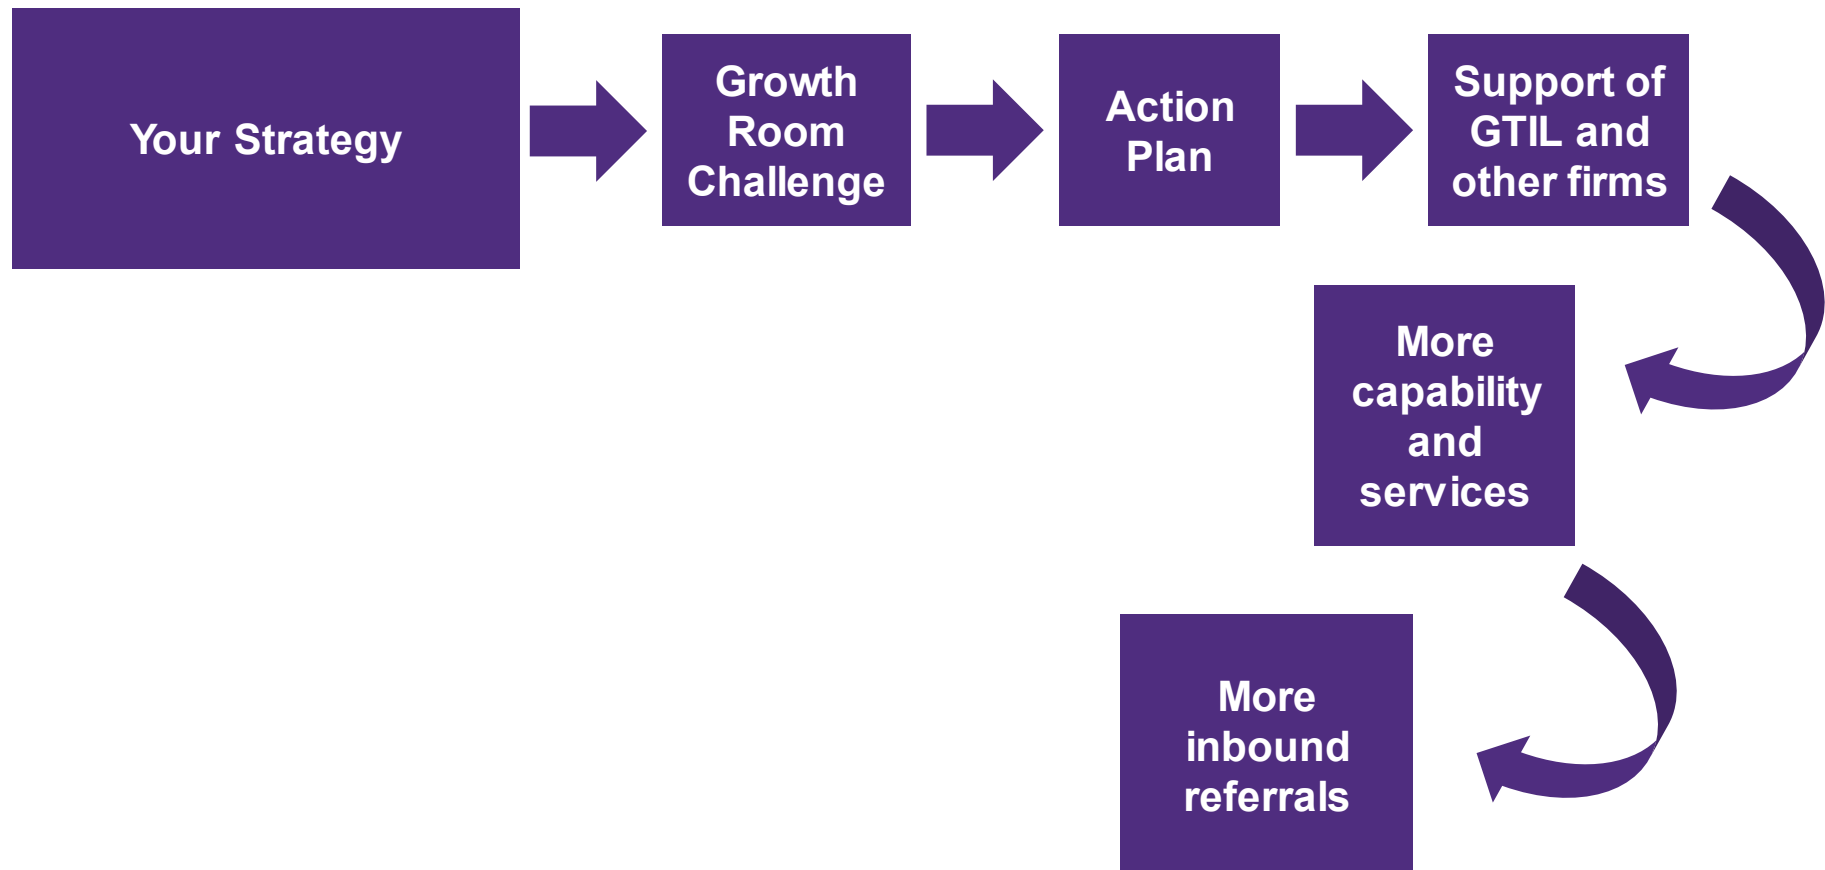 Your Strategy
Growth
Room
Challenge
Action
Plan
Support of
GTIL and
other firms
More
capability
and
services
More
inbound
referrals